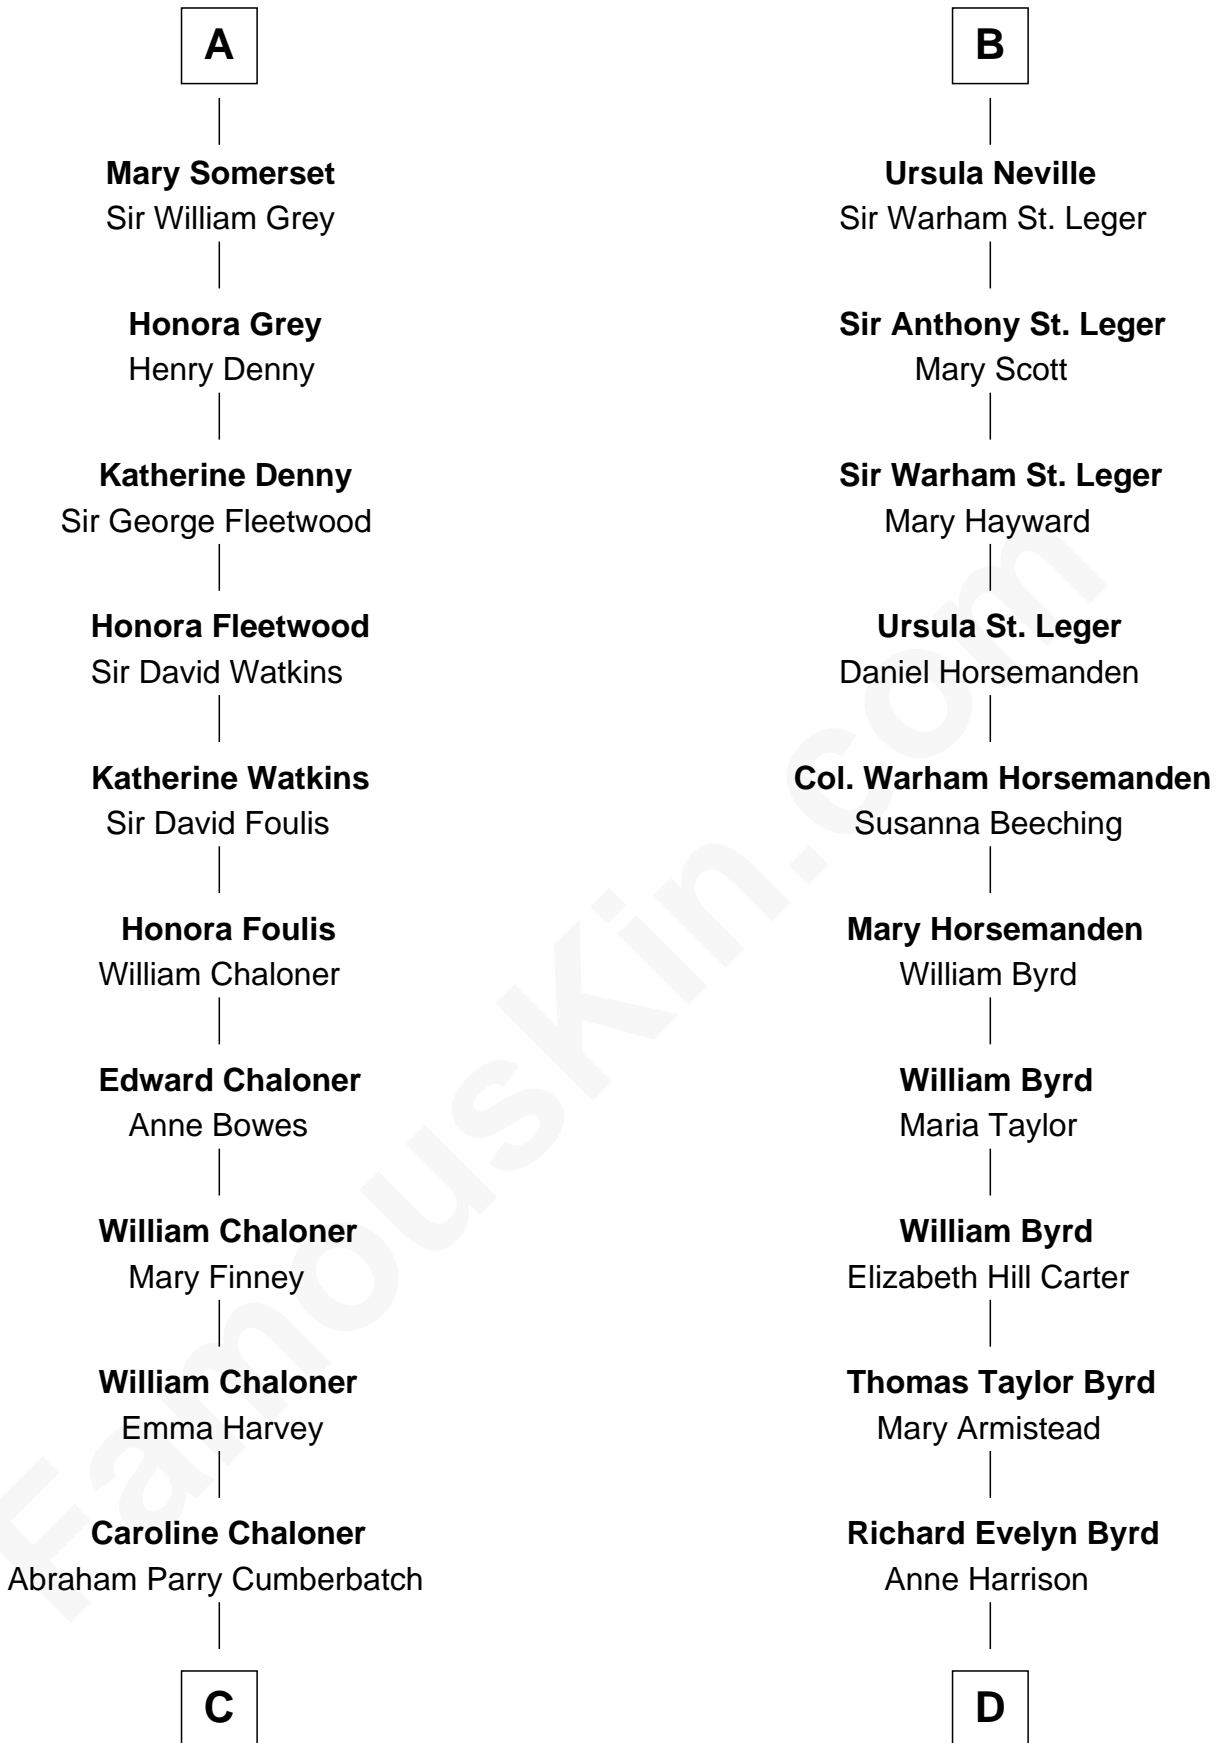 A
Mary Somerset
Sir William Grey
Honora Grey
Henry Denny
Katherine Denny
Sir George Fleetwood
Honora Fleetwood
Sir David Watkins
Katherine Watkins
Sir David Foulis
Honora Foulis
William Chaloner
Edward Chaloner
Anne Bowes
William Chaloner
Mary Finney
William Chaloner
Emma Harvey
Caroline Chaloner
Abraham Parry Cumberbatch
C
B
Ursula Neville
Sir Warham St. Leger
Sir Anthony St. Leger
Mary Scott
Sir Warham St. Leger
Mary Hayward
Ursula St. Leger
Daniel Horsemanden
Col. Warham Horsemanden
Susanna Beeching
Mary Horsemanden
William Byrd
William Byrd
Maria Taylor
William Byrd
Elizabeth Hill Carter
Thomas Taylor Byrd
Mary Armistead
Richard Evelyn Byrd
Anne Harrison
D
FamousKin.com